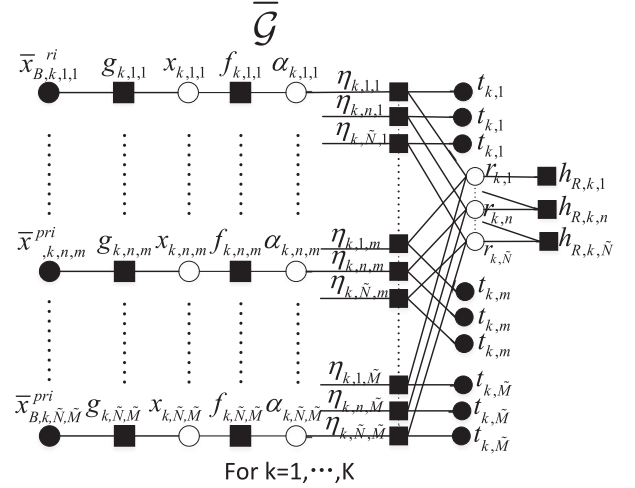 𝒢̅
x̅_{B,k,1,1}^{ri} g_{k,1,1} x_{k,1,1} f_{k,1,1} α_{k,1,1} η_{k,1,1} t_{k,1}
η_{k,n,1} t_{k,1}
η_{k,Ñ,1} t_{k,1}
r_{k,1} h_{R,k,1}
r_{k,n} h_{R,k,n}
r_{k,Ñ} h_{R,k,Ñ}
x̅_{,k,n,m}^{pri} g_{k,n,m} x_{k,n,m} f_{k,n,m} α_{k,n,m} η_{k,1,m}
η_{k,n,m} t_{k,m}
η_{k,Ñ,m} t_{k,m}
t_{k,m}
η_{k,1,M̃} t_{k,M̃}
x̅_{B,k,Ñ,M̃}^{pri} g_{k,Ñ,M̃} x_{k,Ñ,M̃} f_{k,Ñ,M̃} α_{k,Ñ,M̃} η_{k,n,M̃} t_{k,M̃}
η_{k,Ñ,M̃} t_{k,M̃}
For k=1,⋯,K